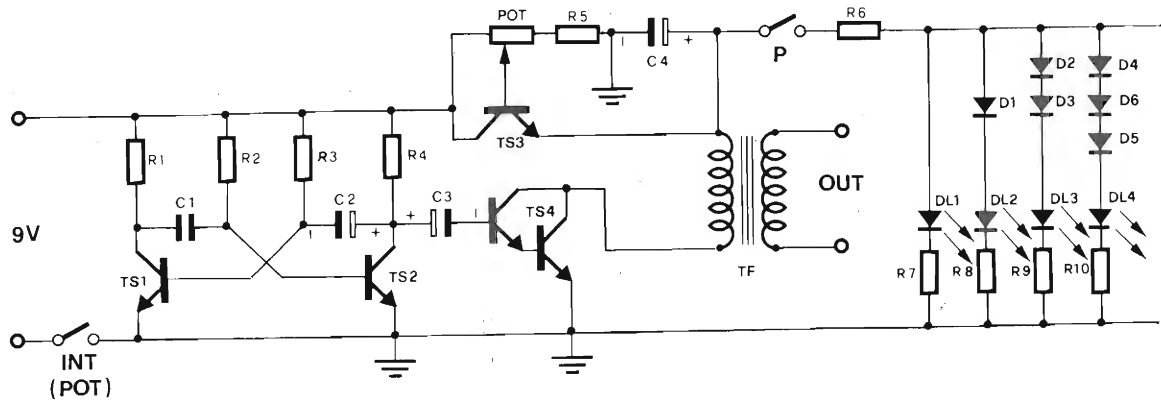 POT
R5
+
C4
P
R6
D2
D4
D1
D3
D6
TS3
D5
R1
R2
R3
R4
OUT
C1
C2
C3
+
+
TS4
DL1
DL2
DL3
DL4
9V
TS1
TS2
TF
R7
R8
R9
R10
INT
(POT)